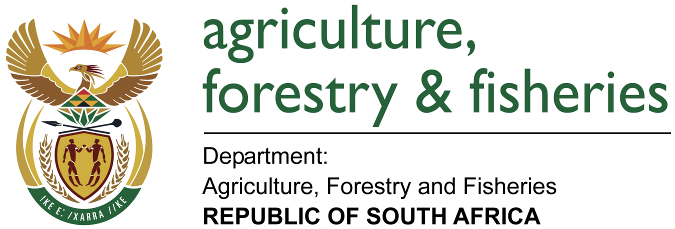 agriculture,
forestry & fisheries
Department:
Agriculture, Forestry and Fisheries
REPUBLIC OF SOUTH AFRICA
!KE E: /XARRA //KE